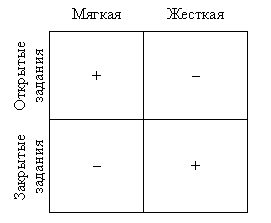 Мягкая Жесткая
Открытые
задания
+ –
Закрытые
задания
– +